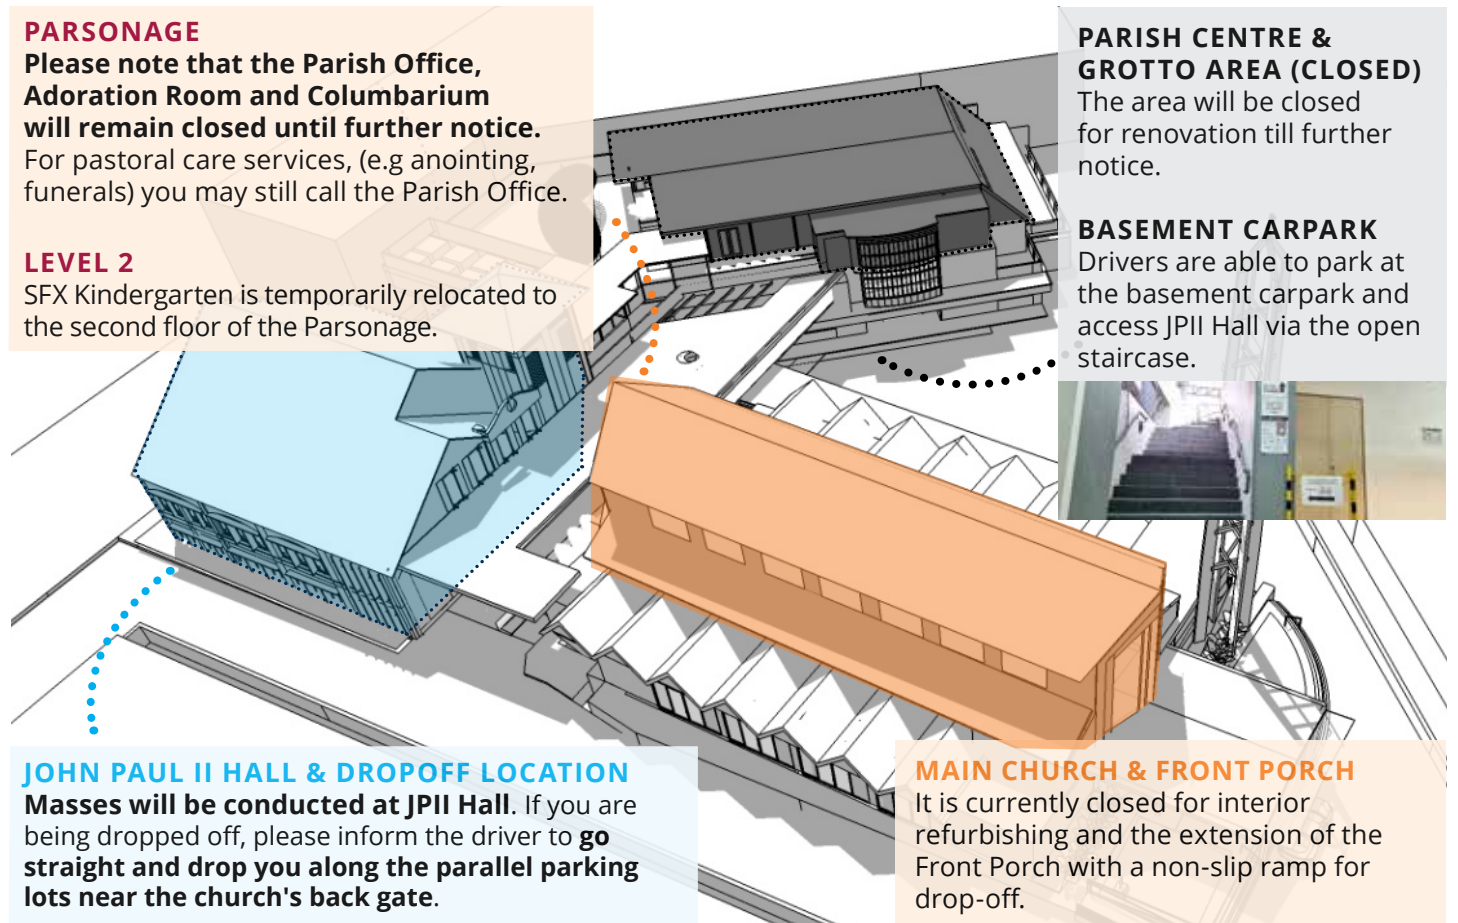 PARSONAGE
Please note that the Parish Office,
Adoration Room and Columbarium
will remain closed until further notice.
For pastoral care services, (e.g anointing,
funerals) you may still call the Parish Office.
LEVEL 2
SFX Kindergarten is temporarily relocated to
the second floor of the Parsonage.
PARISH CENTRE &
GROTTO AREA (CLOSED)
The area will be closed
for renovation till further
notice.
BASEMENT CARPARK
Drivers are able to park at
the basement carpark and
access JPII Hall via the open
staircase.
JOHN PAUL II HALL & DROPOFF LOCATION
Masses will be conducted at JPII Hall. If you are
being dropped off, please inform the driver to go
straight and drop you along the parallel parking
lots near the church's back gate.
MAIN CHURCH & FRONT PORCH
It is currently closed for interior
refurbishing and the extension of the
Front Porch with a non-slip ramp for
drop-off.